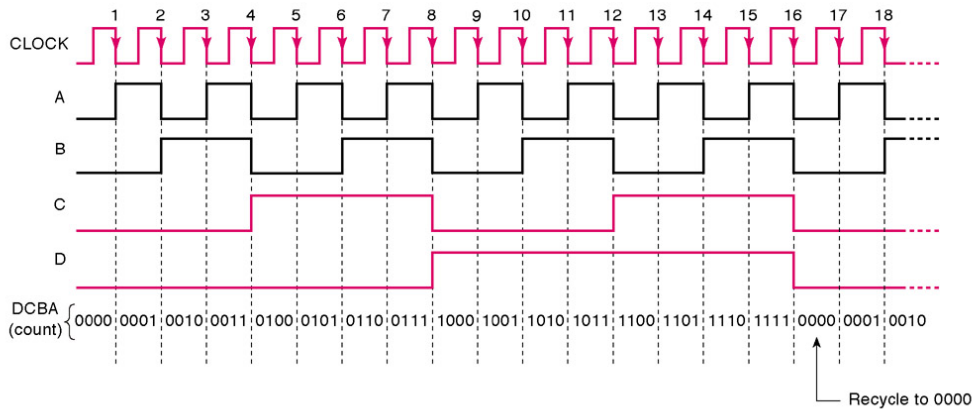 1 2 3 4 5 6 7 8 9 10 11 12 13 14 15 16 17 18
CLOCK
A
B
C
D
DCBA
(count)
0000 0001 0010 0011 0100 0101 0110 0111 1000 1001 1010 1011 1100 1101 1110 1111 0000 0001 0010
Recycle to 0000